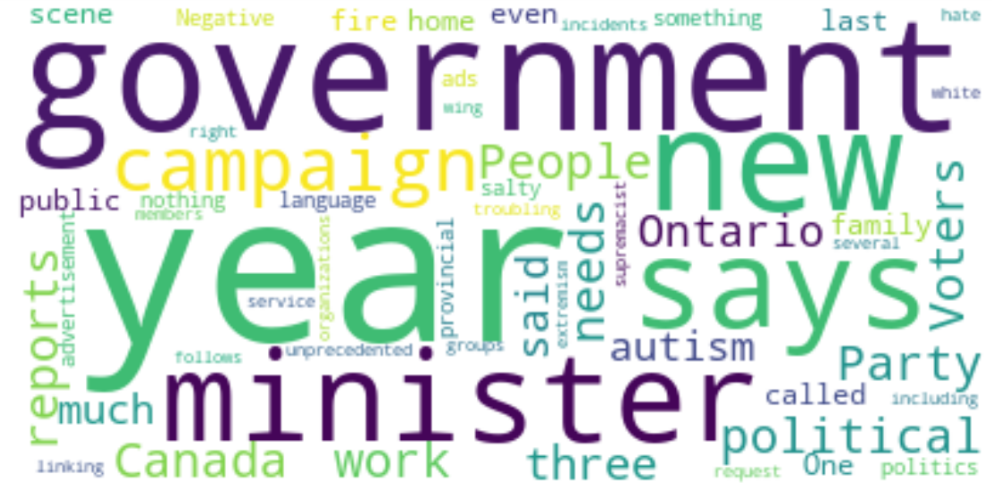 scene Negative fire home even incidents something last hate
government
ads
wing
white
right
campaign People new
public nothing members language salty troubling
supremacist
Ontario family several
Voters
year
advertisement
reports
organizations
service
provincial
said
extremism
needs
says
follows unprecedented groups autism Party
much minister called including
political
linking Canada work three request One politics